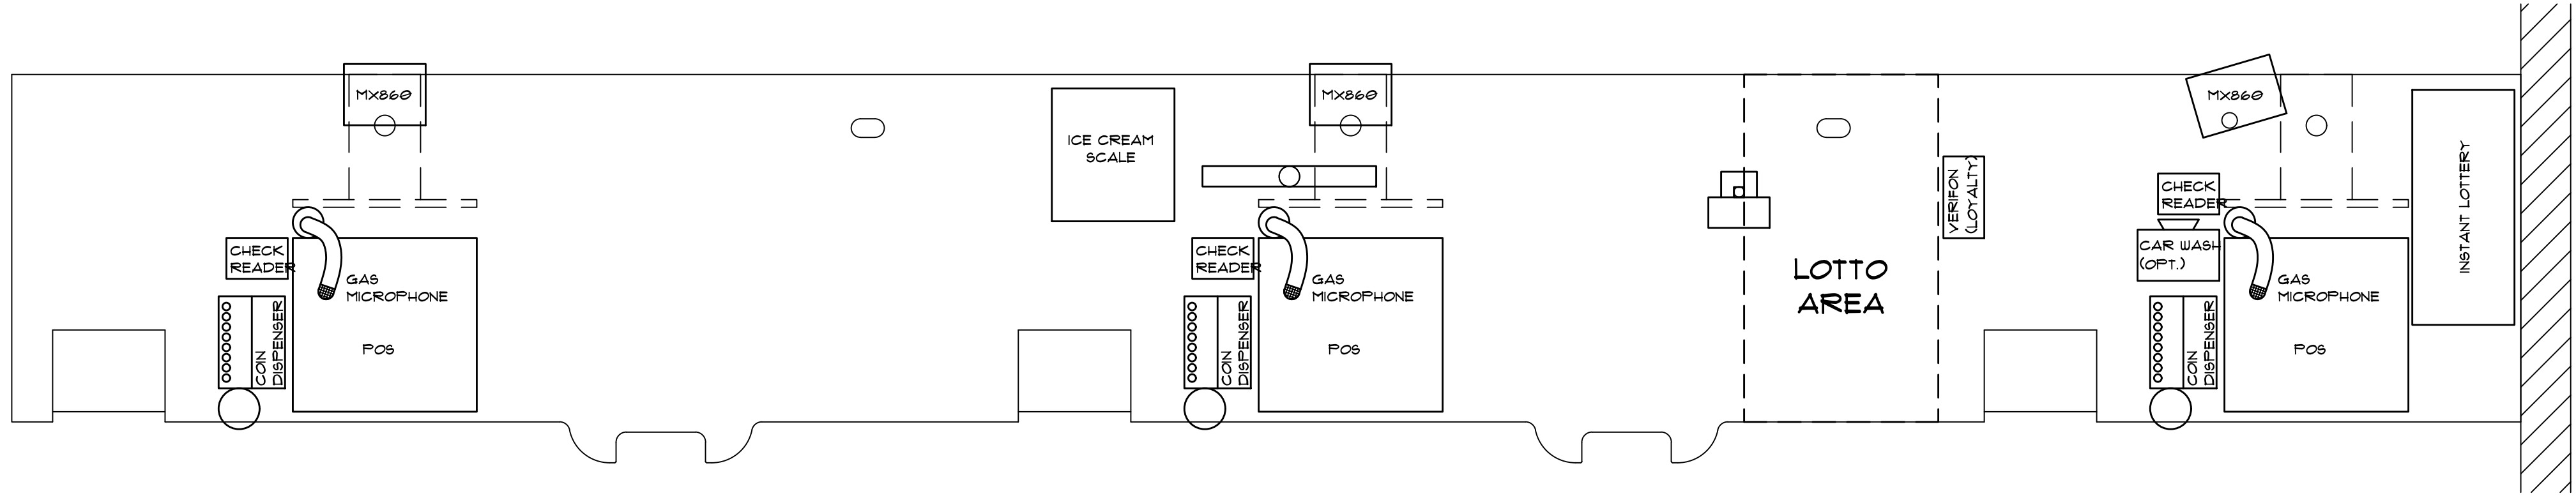 MX860
CHECK
READER
GAS
MICROPHONE
COIN
DISPENSER
POS
ICE CREAM
SCALE
MX860
CHECK
READER
GAS
MICROPHONE
COIN
DISPENSER
POS
LOTTO
AREA
VERIFON
(LOYALTY)
MX860
CHECK
READER
CAR WASH
(OPT.)
GAS
MICROPHONE
COIN
DISPENSER
POS
INSTANT LOTTERY